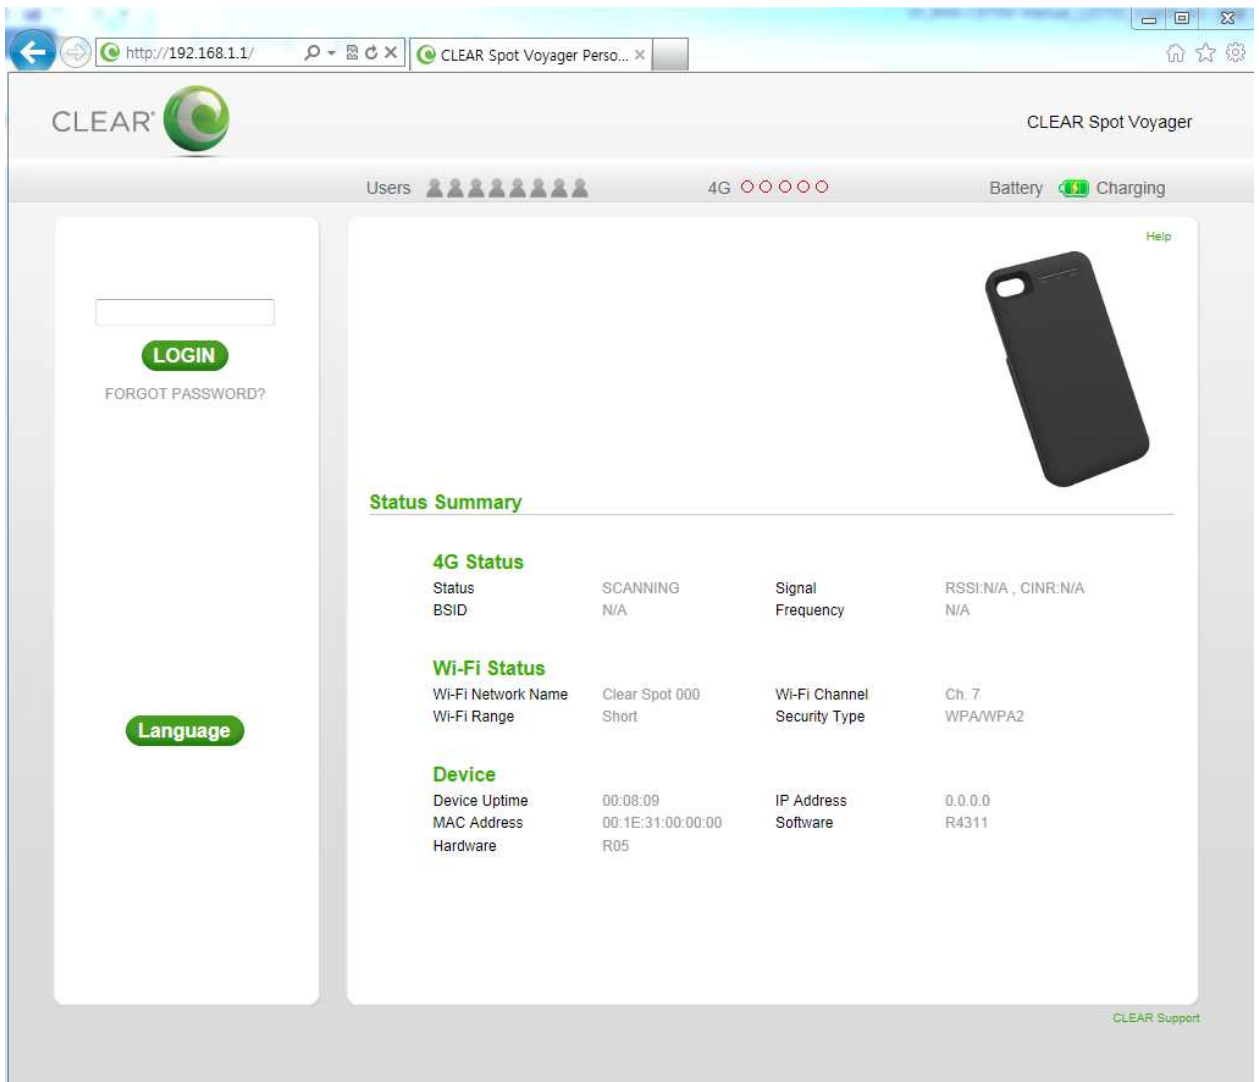 http://192.168.1.1/
CLEAR Spot Voyager Perso...
CLEAR
CLEAR Spot Voyager
Users 4G Battery Charging
Help
LOGIN
FORGOT PASSWORD?
Status Summary
4G Status
Status SCANNING Signal RSSI:N/A , CINR:N/A
BSID N/A Frequency N/A
Wi-Fi Status
Wi-Fi Network Name Clear Spot 000 Wi-Fi Channel Ch. 7
Wi-Fi Range Short Security Type WPA/WPA2
Language
Device
Device Uptime 00:08:09 IP Address 0.0.0.0
MAC Address 00:1E:31:00:00:00 Software R4311
Hardware R05
CLEAR Support